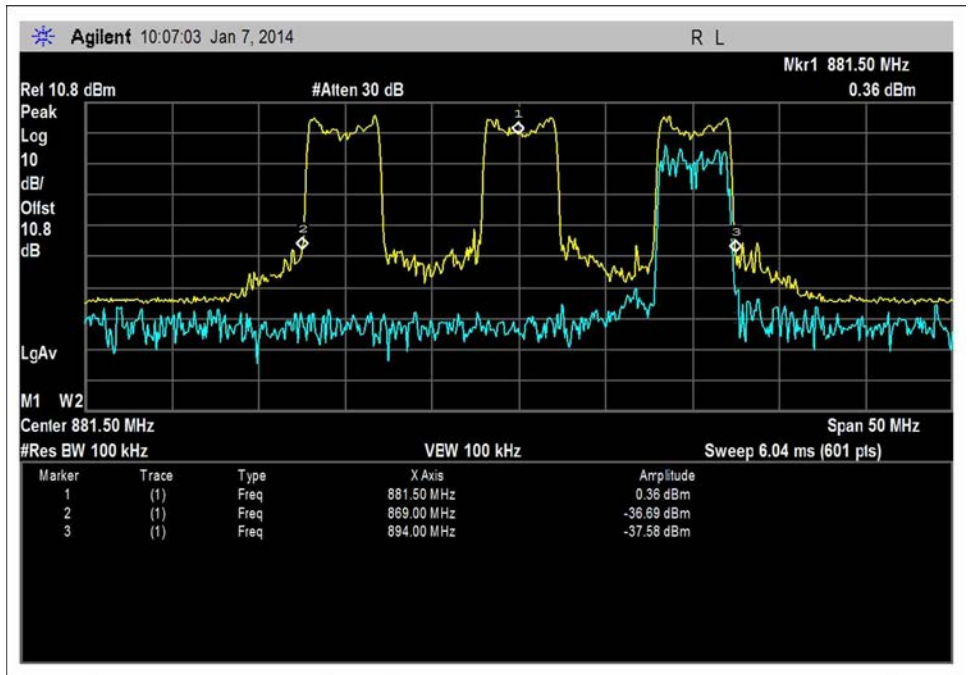 Agilent 10:07:03 Jan 7, 2014 R L
Mkr1 881.50 MHz
Rel 10.8 dBm #Atten 30 dB 0.36 dBm
Peak
Log
10
dB/
Offst
10.8
dB
1
2
3
LgAv
M1 W2
Center 881.50 MHz Span 50 MHz
#Res BW 100 kHz VBW 100 kHz Sweep 6.04 ms (601 pts)
Marker Trace Type X Axis Amplitude
1 (1) Freq 881.50 MHz 0.36 dBm
2 (1) Freq 869.00 MHz -36.69 dBm
3 (1) Freq 894.00 MHz -37.58 dBm